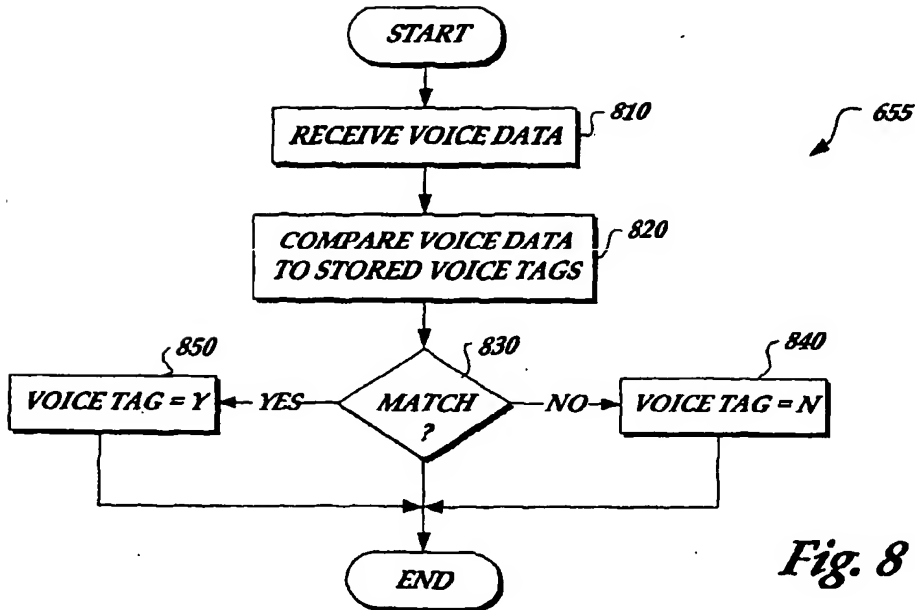 START
RECEIVE VOICE DATA
810
655
COMPARE VOICE DATA
TO STORED VOICE TAGS
820
MATCH
?
830
YES
NO
VOICE TAG = Y
850
VOICE TAG = N
840
END
Fig. 8